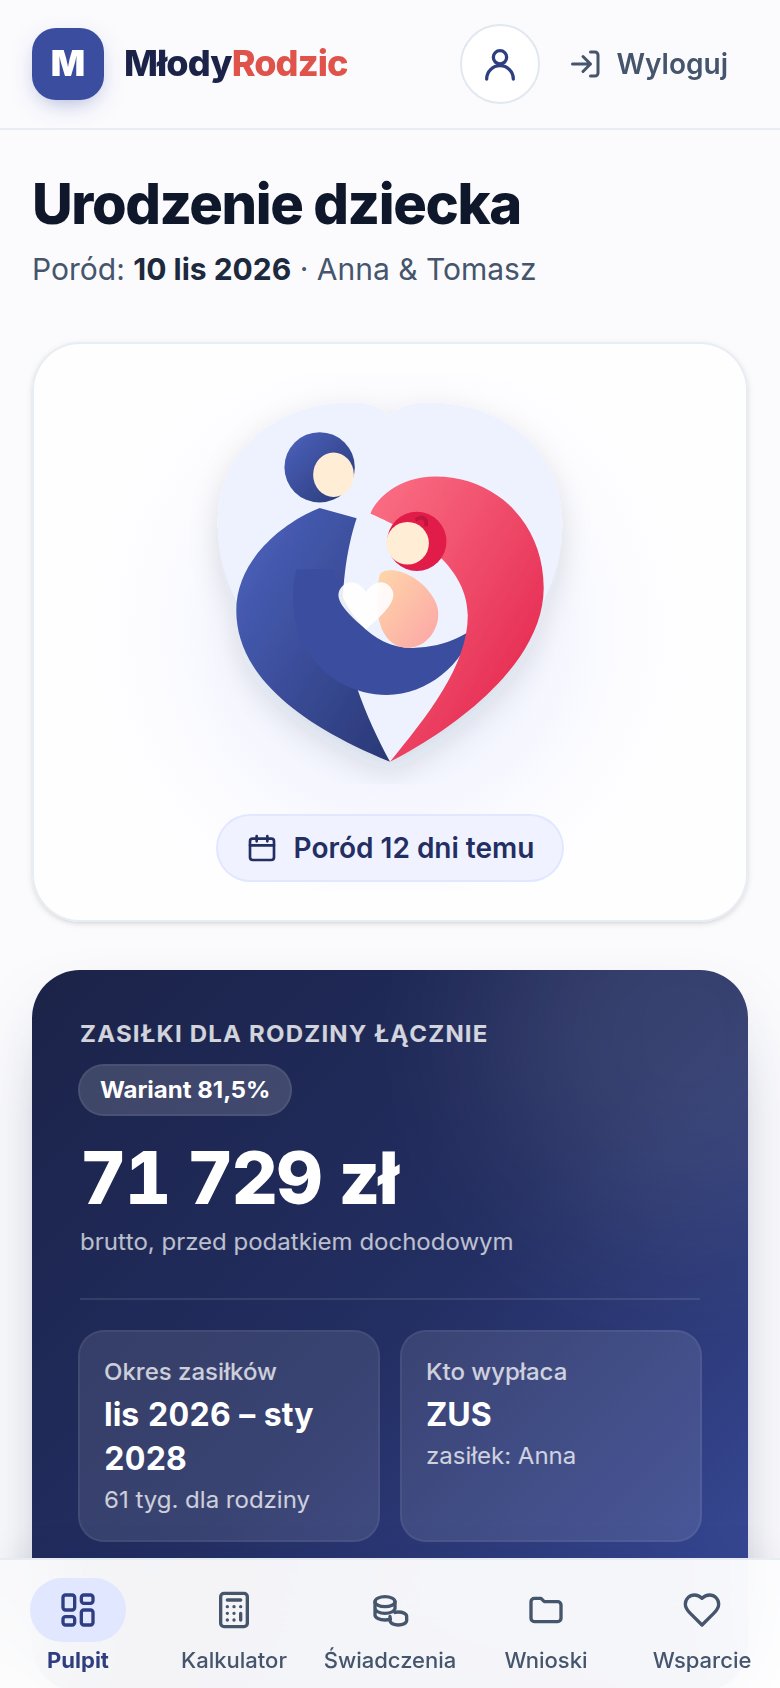 M MłodyRodzic Wyloguj
Urodzenie dziecka
Poród: 10 lis 2026 · Anna & Tomasz
Poród 12 dni temu
ZASIŁKI DLA RODZINY ŁĄCZNIE
Wariant 81,5%
71 729 zł
brutto, przed podatkiem dochodowym
Okres zasiłków
lis 2026 – sty
2028
61 tyg. dla rodziny
Kto wypłaca
ZUS
zasiłek: Anna
Pulpit Kalkulator Świadczenia Wnioski Wsparcie